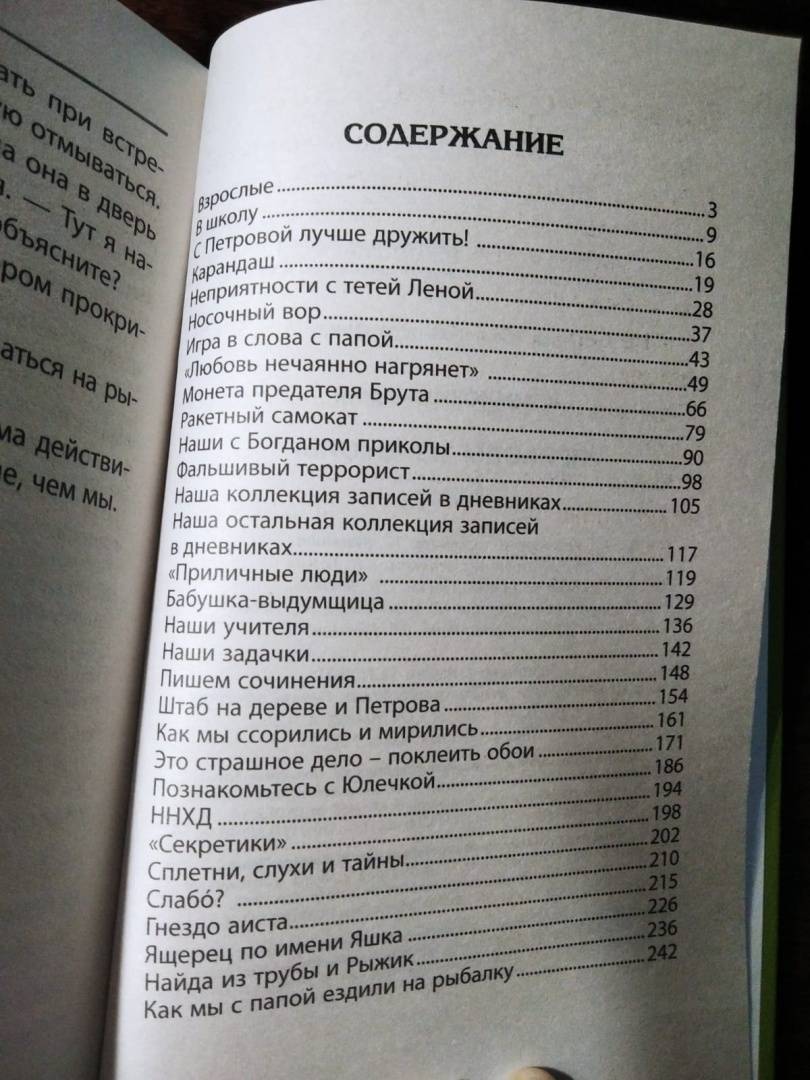 ать при встре-
ю отмываться.
а она в дверь
. — Тут я на-
объясните?
ром прокри-
аться на ры-
ма действи-
е, чем мы.
СОДЕРЖАНИЕ
Взрослые 3
В школу 9
С Петровой лучше дружить! 16
Карандаш 19
Неприятности с тетей Леной 28
Носочный вор 37
Игра в слова с папой 43
«Любовь нечаянно нагрянет» 49
Монета предателя Брута 66
Ракетный самокат 79
Наши с Богданом приколы 90
Фальшивый террорист 98
Наша коллекция записей в дневниках 105
Наша остальная коллекция записей
в дневниках 117
«Приличные люди» 119
Бабушка-выдумщица 129
Наши учителя 136
Наши задачки 142
Пишем сочинения 148
Штаб на дереве и Петрова 154
Как мы ссорились и мирились 161
Это страшное дело – поклеить обои 171
Познакомьтесь с Юлечкой 186
ННХД 194
«Секретики» 198
Сплетни, слухи и тайны 202
Слабо́? 210
Гнездо аиста 215
Ящерец по имени Яшка 226
Найда из трубы и Рыжик 236
Как мы с папой ездили на рыбалку 242